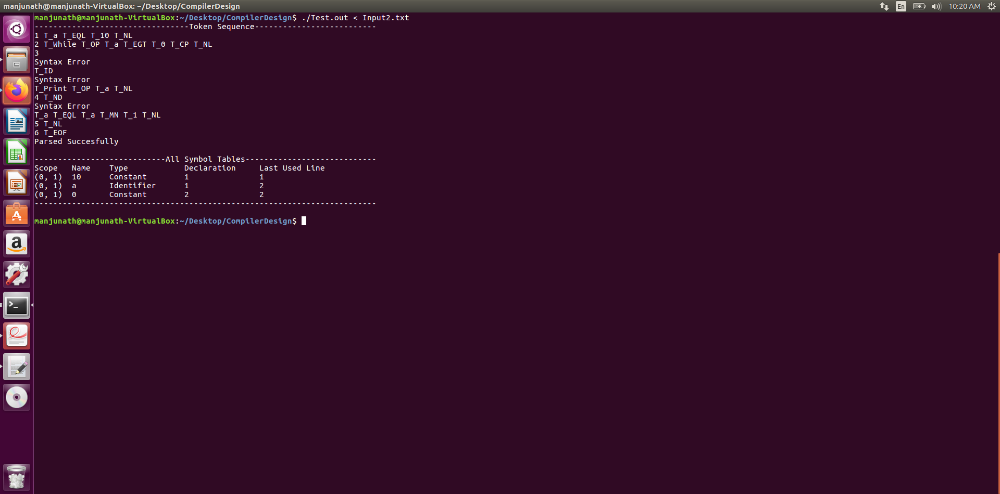 manjunath@manjunath-VirtualBox: ~/Desktop/CompilerDesign
En
10:20 AM
manjunath@manjunath-VirtualBox:~/Desktop/CompilerDesign$ ./Test.out < Input2.txt
---------------------------------Token Sequence--------------------------
1 T_a T_EQL T_10 T_NL
2 T_While T_OP T_a T_EGT T_0 T_CP T_NL
3
Syntax Error
T_ID
Syntax Error
T_Print T_OP T_a T_NL
4 T_ND
Syntax Error
T_a T_EQL T_a T_MN T_1 T_NL
5 T_NL
6 T_EOF
Parsed Succesfully
----------------------------All Symbol Tables----------------------------
Scope Name Type Declaration Last Used Line
(0, 1) 10 Constant 1 1
(0, 1) a Identifier 1 2
(0, 1) 0 Constant 2 2
-------------------------------------------------------------------------
manjunath@manjunath-VirtualBox:~/Desktop/CompilerDesign$